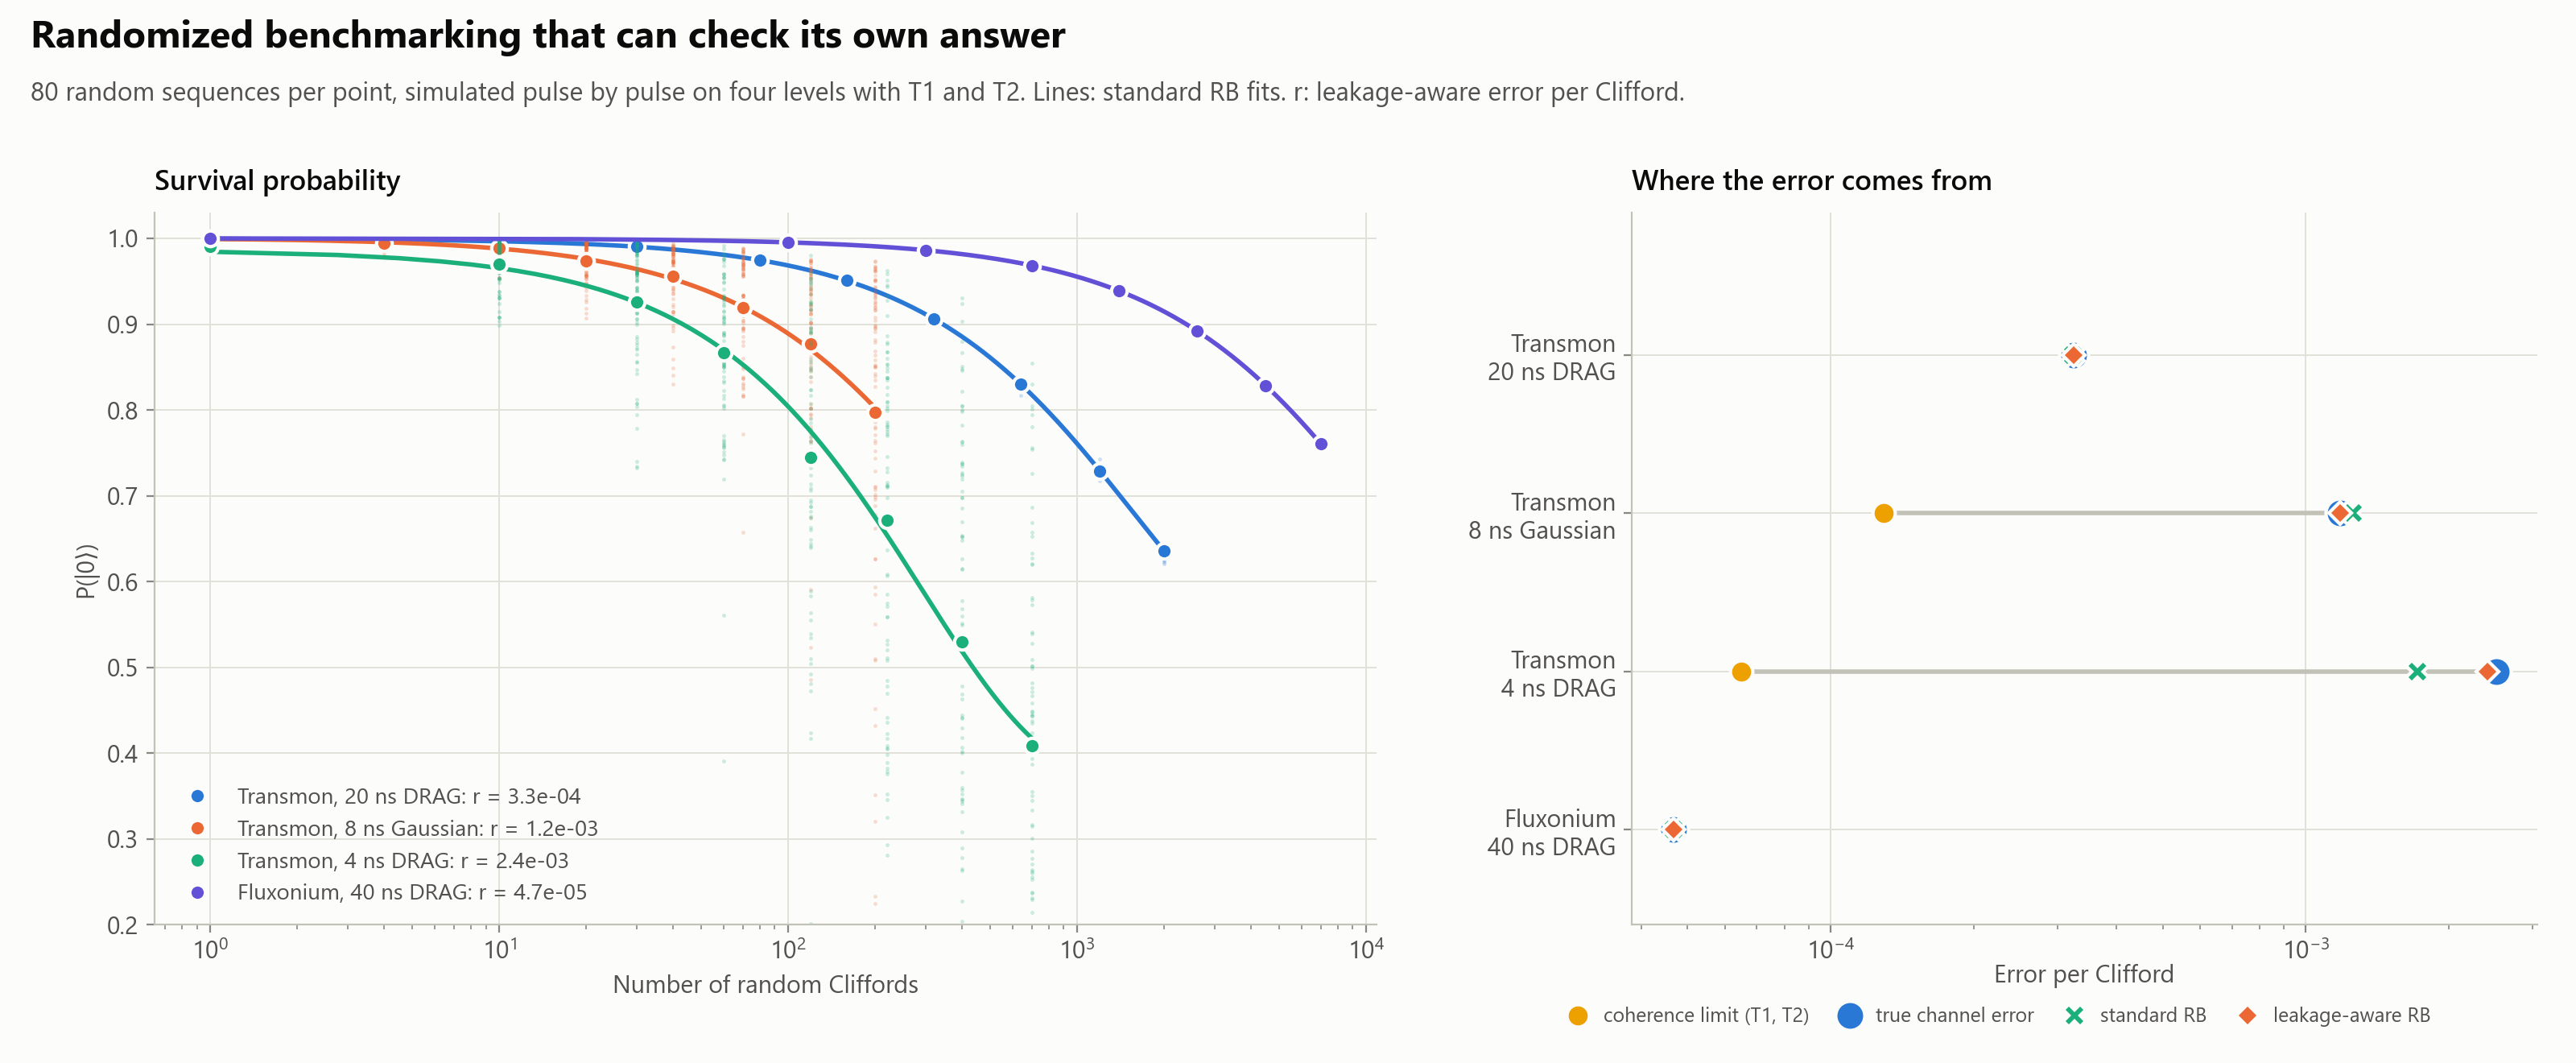 Randomized benchmarking that can check its own answer
80 random sequences per point, simulated pulse by pulse on four levels with T1 and T2. Lines: standard RB fits. r: leakage-aware error per Clifford.
Survival probability
1.0
0.9
0.8
0.7
0.6
0.5
0.4
0.3
0.2
P(|0⟩)
Transmon, 20 ns DRAG: r = 3.3e-04
Transmon, 8 ns Gaussian: r = 1.2e-03
Transmon, 4 ns DRAG: r = 2.4e-03
Fluxonium, 40 ns DRAG: r = 4.7e-05
10⁰ 10¹ 10² 10³ 10⁴
Number of random Cliffords
Where the error comes from
Transmon
20 ns DRAG
Transmon
8 ns Gaussian
Transmon
4 ns DRAG
Fluxonium
40 ns DRAG
10⁻⁴ 10⁻³
Error per Clifford
coherence limit (T1, T2) true channel error standard RB leakage-aware RB